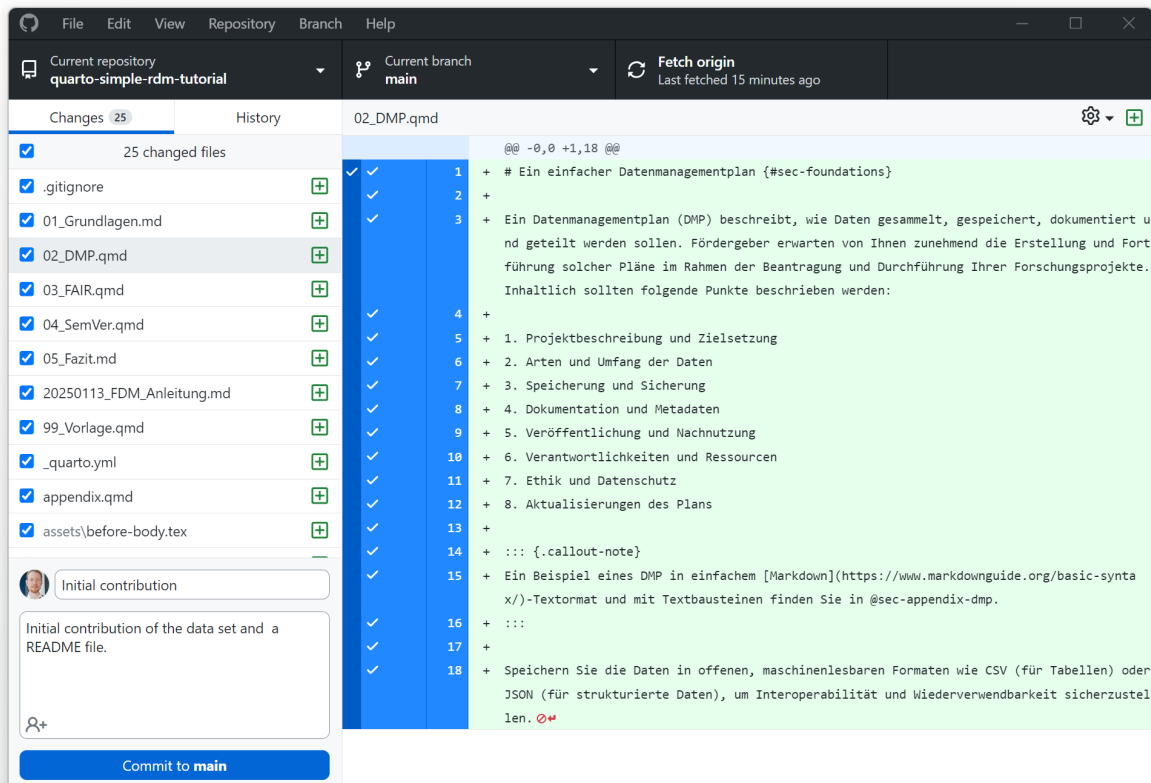 File Edit View Repository Branch Help
Current repository
quarto-simple-rdm-tutorial
Current branch
main
Fetch origin
Last fetched 15 minutes ago
Changes 25 History
25 changed files
.gitignore
01_Grundlagen.md
02_DMP.qmd
03_FAIR.qmd
04_SemVer.qmd
05_Fazit.md
20250113_FDM_Anleitung.md
99_Vorlage.qmd
_quarto.yml
appendix.qmd
assets\before-body.tex
Initial contribution
Initial contribution of the data set and  a
README file.
Commit to main
02_DMP.qmd
@@ -0,0 +1,18 @@
1 + # Ein einfacher Datenmanagementplan {#sec-foundations}
2 +
3 + Ein Datenmanagementplan (DMP) beschreibt, wie Daten gesammelt, gespeichert, dokumentiert u
nd geteilt werden sollen. Fördergeber erwarten von Ihnen zunehmend die Erstellung und Fort
führung solcher Pläne im Rahmen der Beantragung und Durchführung Ihrer Forschungsprojekte.
Inhaltlich sollten folgende Punkte beschrieben werden:
4 +
5 + 1. Projektbeschreibung und Zielsetzung
6 + 2. Arten und Umfang der Daten
7 + 3. Speicherung und Sicherung
8 + 4. Dokumentation und Metadaten
9 + 5. Veröffentlichung und Nachnutzung
10 + 6. Verantwortlichkeiten und Ressourcen
11 + 7. Ethik und Datenschutz
12 + 8. Aktualisierungen des Plans
13 +
14 + ::: {.callout-note}
15 + Ein Beispiel eines DMP in einfachem [Markdown](https://www.markdownguide.org/basic-synta
x/)-Textormat und mit Textbausteinen finden Sie in @sec-appendix-dmp.
16 + :::
17 +
18 + Speichern Sie die Daten in offenen, maschinenlesbaren Formaten wie CSV (für Tabellen) oder
JSON (für strukturierte Daten), um Interoperabilität und Wiederverwendbarkeit sicherzustel
len.